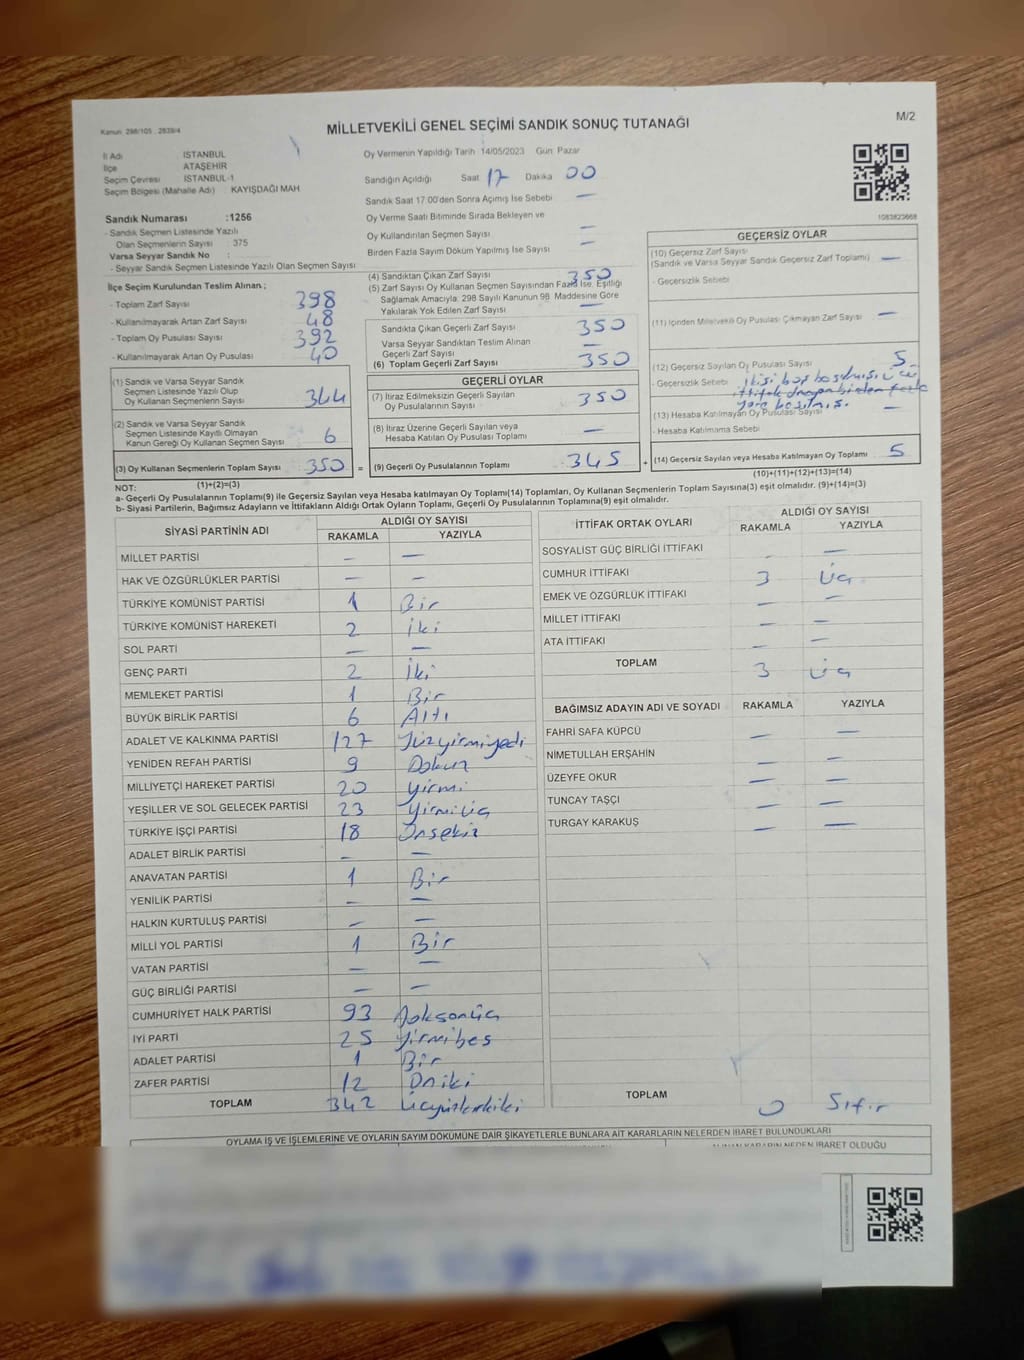 Kanun: 298/105 , 2839/4
M/2
MİLLETVEKİLİ GENEL SEÇİMİ SANDIK SONUÇ TUTANAĞI
İl Adı : İSTANBUL
İlçe : ATAŞEHİR
Seçim Çevresi : İSTANBUL-1
Seçim Bölgesi (Mahalle Adı) : KAYIŞDAĞI MAH
Sandık Numarası :1256
- Sandık Seçmen Listesinde Yazılı
Olan Seçmenlerin Sayısı : 375
Varsa Seyyar Sandık No :
- Seyyar Sandık Seçmen Listesinde Yazılı Olan Seçmen Sayısı
İlçe Seçim Kurulundan Teslim Alınan ;
- Toplam Zarf Sayısı 398
- Kullanılmayarak Artan Zarf Sayısı 48
- Toplam Oy Pusulası Sayısı 392
- Kullanılmayarak Artan Oy Pusulası 40
(1) Sandık ve Varsa Seyyar Sandık
Seçmen Listesinde Yazılı Olup
Oy Kullanan Seçmenlerin Sayısı 344
(2) Sandık ve Varsa Seyyar Sandık
Seçmen Listesinde Kayıtlı Olmayan
Kanun Gereği Oy Kullanan Seçmen Sayısı 6
(3) Oy Kullanan Seçmenlerin Toplam Sayısı 350 =
(1)+(2)=(3)
Oy Vermenin Yapıldığı Tarih 14/05/2023 Gün: Pazar
Sandığın Açıldığı Saat 17 Dakika 00
Sandık Saat 17.00'den Sonra Açımış İse Sebebi —
Oy Verme Saati Bitiminde Sırada Bekleyen ve
Oy Kullandırılan Seçmen Sayısı —
Birden Fazla Sayım Döküm Yapılmış İse Sayısı —
(4) Sandıktan Çıkan Zarf Sayısı 350
(5) Zarf Sayısı Oy Kullanan Seçmen Sayısından Fazla İse, Eşitliği
Sağlamak Amacıyla, 298 Sayılı Kanunun 98. Maddesine Göre
Yakılarak Yok Edilen Zarf Sayısı —
Sandıkta Çıkan Geçerli Zarf Sayısı 350
Varsa Seyyar Sandıktan Teslim Alınan
Geçerli Zarf Sayısı —
(6) Toplam Geçerli Zarf Sayısı 350
GEÇERLİ OYLAR
(7) İtiraz Edilmeksizin Geçerli Sayılan
Oy Pusulalarının Sayısı 350
(8) İtiraz Üzerine Geçerli Sayılan veya
Hesaba Katılan Oy Pusulası Toplamı —
(9) Geçerli Oy Pusulalarının Toplamı 345 +
1083823668
GEÇERSİZ OYLAR
(10) Geçersiz Zarf Sayısı
(Sandık ve Varsa Seyyar Sandık Geçersiz Zarf Toplamı) —
- Geçersizlik Sebebi
(11) İçinden Milletvekili Oy Pusulası Çıkmayan Zarf Sayısı —
(12) Geçersiz Sayılan Oy Pusulası Sayısı 5
- Geçersizlik Sebebi İkisi boş basılmış, üçü
birden fazla
basılmış.
(13) Hesaba Katılmayan Oy Pusulası Sayısı —
- Hesaba Katılmama Sebebi
(14) Geçersiz Sayılan veya Hesaba Katılmayan Oy Toplamı 5
(10)+(11)+(12)+(13)=(14)
NOT:
a- Geçerli Oy Pusulalarının Toplamı(9) ile Geçersiz Sayılan veya Hesaba katılmayan Oy Toplamı(14) Toplamları, Oy Kullanan Seçmenlerin Toplam Sayısına(3) eşit olmalıdır. (9)+(14)=(3)
b- Siyasi Partilerin, Bağımsız Adayların ve İttifakların Aldığı Ortak Oyların Toplamı, Geçerli Oy Pusulalarının Toplamına(9) eşit olmalıdır.
SİYASİ PARTİNİN ADI ALDIĞI OY SAYISI
RAKAMLA YAZIYLA
MİLLET PARTİSİ — —
HAK VE ÖZGÜRLÜKLER PARTİSİ — —
TÜRKİYE KOMÜNİST PARTİSİ 1 Bir
TÜRKİYE KOMÜNİST HAREKETİ 2 İki
SOL PARTİ — —
GENÇ PARTİ 2 İki
MEMLEKET PARTİSİ 1 Bir
BÜYÜK BİRLİK PARTİSİ 6 Altı
ADALET VE KALKINMA PARTİSİ 127 Yüzyirmiyedi
YENİDEN REFAH PARTİSİ 9 Dokuz
MİLLİYETÇİ HAREKET PARTİSİ 20 yirmi
YEŞİLLER VE SOL GELECEK PARTİSİ 23 yirmiüç
TÜRKİYE İŞÇİ PARTİSİ 18 Onsekiz
ADALET BİRLİK PARTİSİ — —
ANAVATAN PARTİSİ 1 Bir
YENİLİK PARTİSİ — —
HALKIN KURTULUŞ PARTİSİ — —
MİLLİ YOL PARTİSİ 1 Bir
VATAN PARTİSİ — —
GÜÇ BİRLİĞİ PARTİSİ — —
CUMHURİYET HALK PARTİSİ 93 Doksanüç
İYİ PARTİ 25 Yirmibeş
ADALET PARTİSİ 1 Bir
ZAFER PARTİSİ 12 Oniki
TOPLAM 342 Üçyüzkırkiki
İTTİFAK ORTAK OYLARI ALDIĞI OY SAYISI
RAKAMLA YAZIYLA
SOSYALİST GÜÇ BİRLİĞİ İTTİFAKI — —
CUMHUR İTTİFAKI 3 Üç
EMEK VE ÖZGÜRLÜK İTTİFAKI — —
MİLLET İTTİFAKI — —
ATA İTTİFAKI — —
TOPLAM 3 Üç
BAĞIMSIZ ADAYIN ADI VE SOYADI RAKAMLA YAZIYLA
FAHRİ SAFA KÜPCÜ — —
NİMETULLAH ERŞAHİN — —
ÜZEYFE OKUR — —
TUNCAY TAŞÇI — —
TURGAY KARAKUŞ — —
TOPLAM 0 Sıfır
OYLAMA İŞ VE İŞLEMLERİNE VE OYLARIN SAYIM DÖKÜMÜNE DAİR ŞİKAYETLERLE BUNLARA AİT KARARLARIN NELERDEN İBARET BULUNDUKLARI
ALINAN KARARIN NEDEN İBARET OLDUĞU